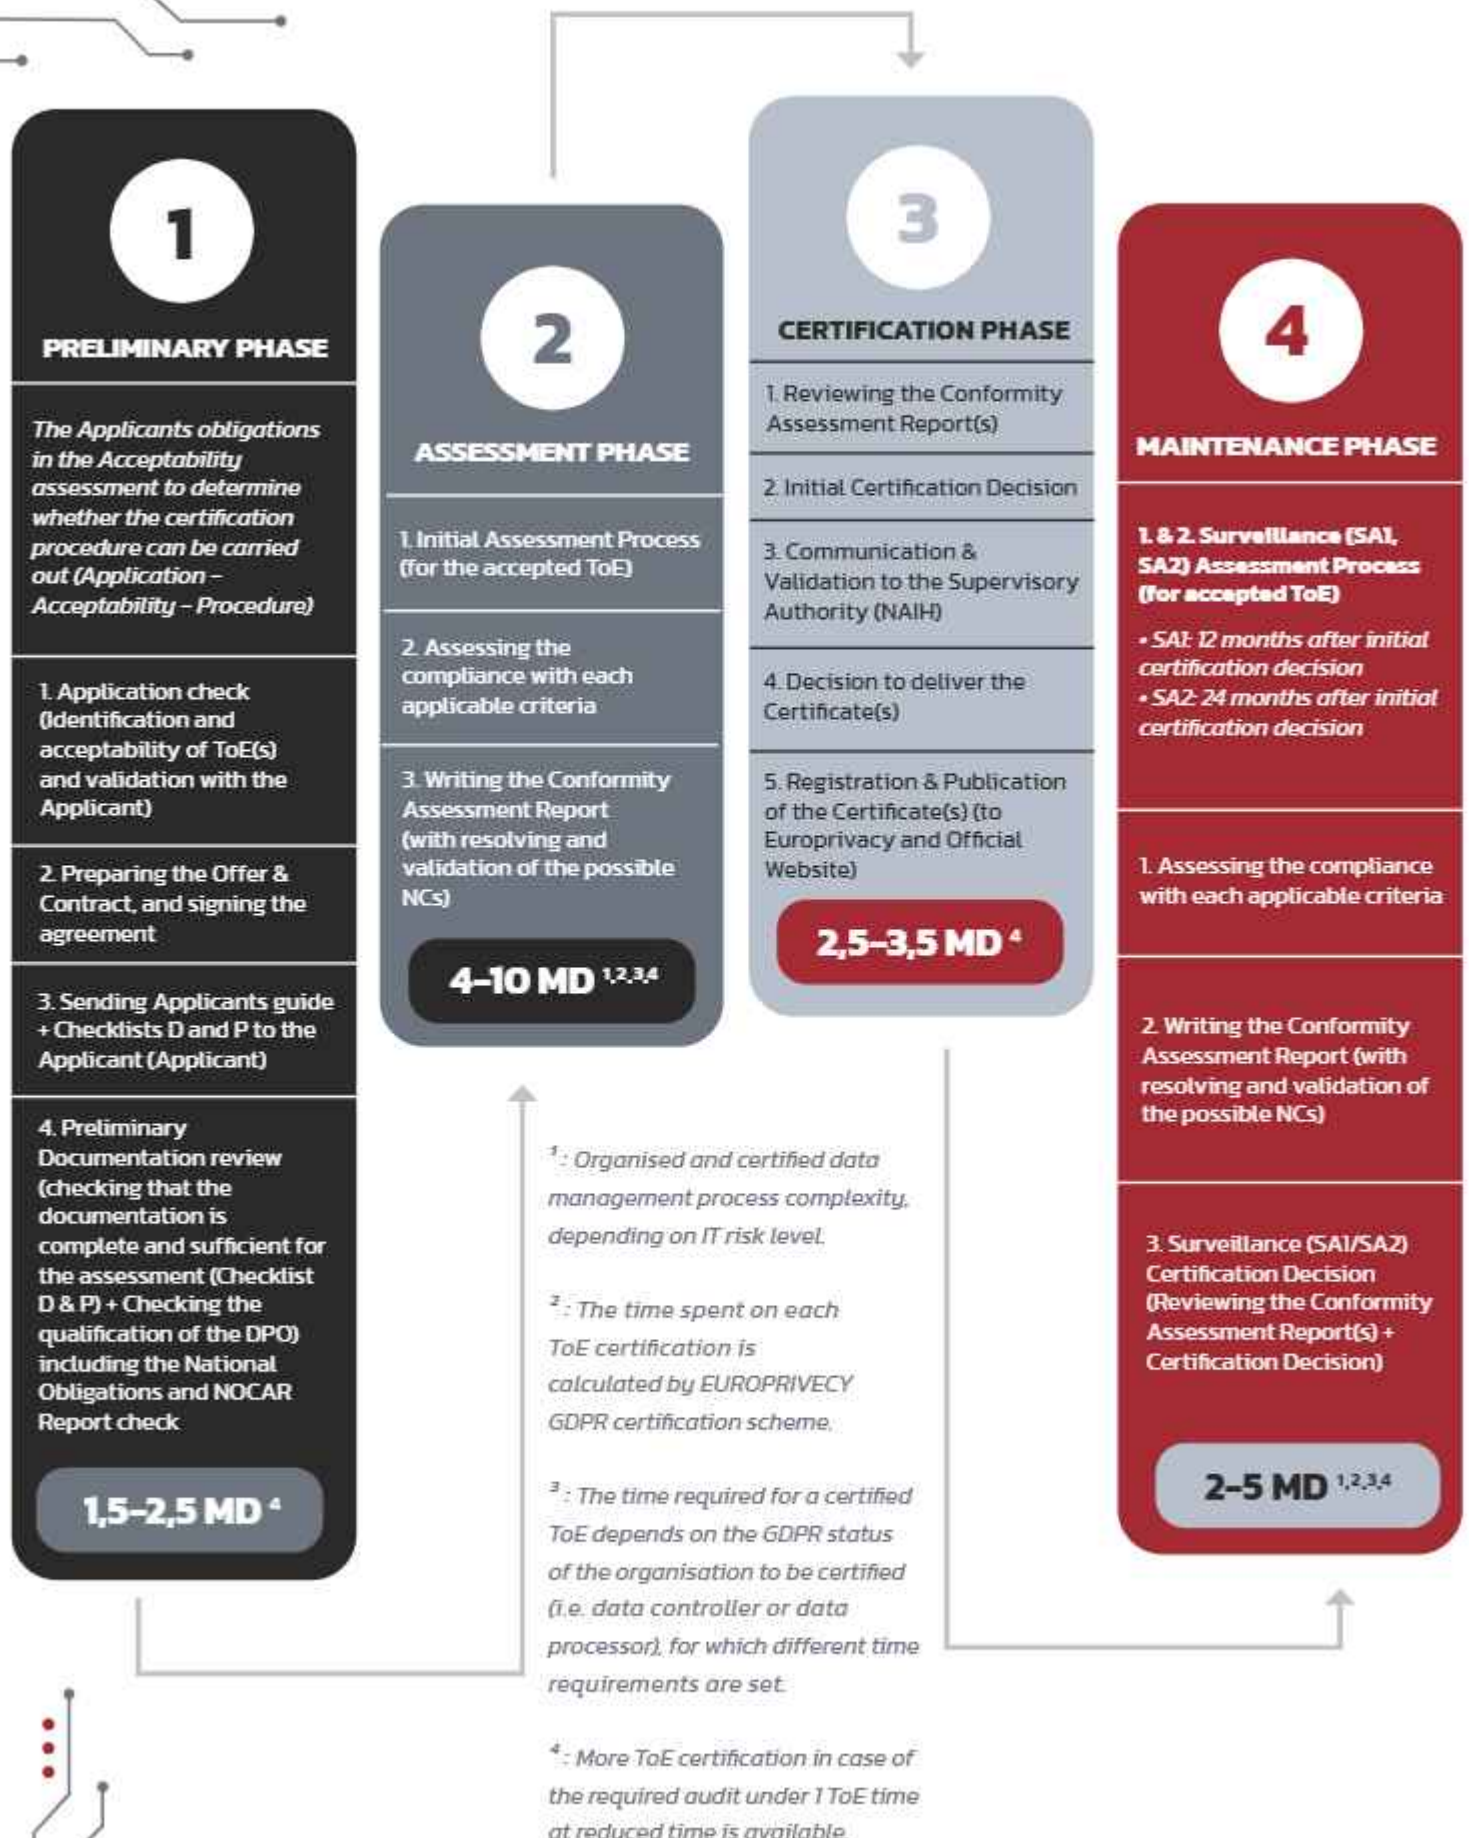 1
PRELIMINARY PHASE
The Applicants obligations
in the Acceptability
assessment to determine
whether the certification
procedure can be carried
out (Application –
Acceptability – Procedure)
1. Application check
(Identification and
acceptability of ToE(s)
and validation with the
Applicant)
2. Preparing the Offer &
Contract, and signing the
agreement
3. Sending Applicants guide
+ Checklists D and P to the
Applicant (Applicant)
4. Preliminary
Documentation review
(checking that the
documentation is
complete and sufficient for
the assessment (Checklist
D & P) + Checking the
qualification of the DPO)
including the National
Obligations and NOCAR
Report check
1,5–2,5 MD ⁴
2
ASSESSMENT PHASE
1. Initial Assessment Process
(for the accepted ToE)
2. Assessing the
compliance with each
applicable criteria
3. Writing the Conformity
Assessment Report
(with resolving and
validation of the possible
NCs)
4–10 MD ¹,²,³,⁴
3
CERTIFICATION PHASE
1. Reviewing the Conformity
Assessment Report(s)
2. Initial Certification Decision
3. Communication &
Validation to the Supervisory
Authority (NAIH)
4. Decision to deliver the
Certificate(s)
5. Registration & Publication
of the Certificate(s) (to
Europrivacy and Official
Website)
2,5–3,5 MD ⁴
4
MAINTENANCE PHASE
1. & 2. Surveillance (SA1,
SA2) Assessment Process
(for accepted ToE)
• SA1: 12 months after initial
certification decision
• SA2: 24 months after initial
certification decision
1. Assessing the compliance
with each applicable criteria
2. Writing the Conformity
Assessment Report (with
resolving and validation of
the possible NCs)
3. Surveillance (SA1/SA2)
Certification Decision
(Reviewing the Conformity
Assessment Report(s) +
Certification Decision)
2–5 MD ¹,²,³,⁴
¹ : Organised and certified data
management process complexity,
depending on IT risk level.
² : The time spent on each
ToE certification is
calculated by EUROPRIVECY
GDPR certification scheme.
³ : The time required for a certified
ToE depends on the GDPR status
of the organisation to be certified
(i.e. data controller or data
processor), for which different time
requirements are set.
⁴ : More ToE certification in case of
the required audit under 1 ToE time
at reduced time is available